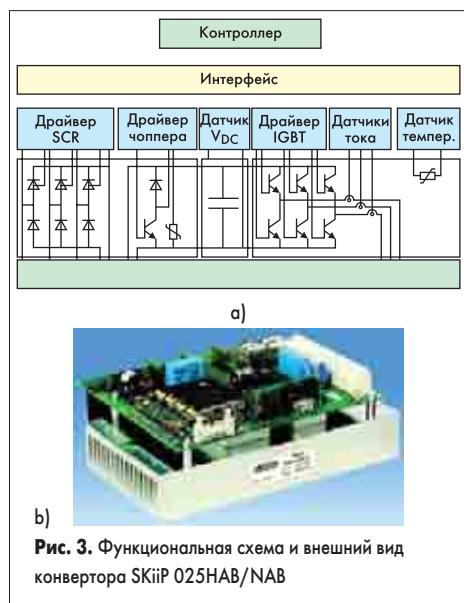 Контроллер
Интерфейс
Драйвер
SCR
Драйвер
чоппера
Датчик
VDC
Драйвер
IGBT
Датчики
тока
Датчик
темпер.
a)
b)
Рис. 3. Функциональная схема и внешний вид
конвертора SKiiP 025HAB/NAB